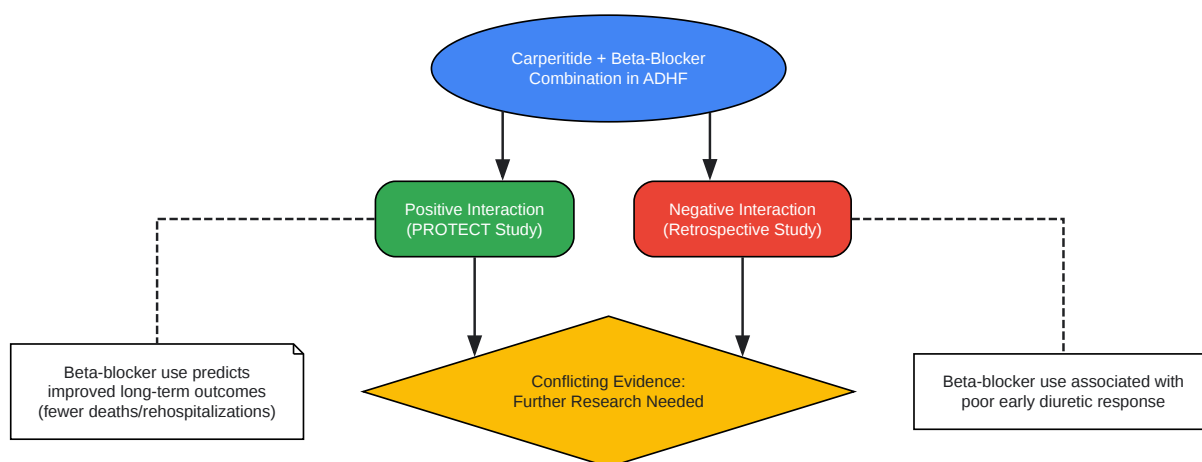 Carperitide + Beta-Blocker
Combination in ADHF
Positive Interaction
(PROTECT Study)
Negative Interaction
(Retrospective Study)
Beta-blocker use predicts
improved long-term outcomes
(fewer deaths/rehospitalizations)
Conflicting Evidence:
Further Research Needed
Beta-blocker use associated with
poor early diuretic response